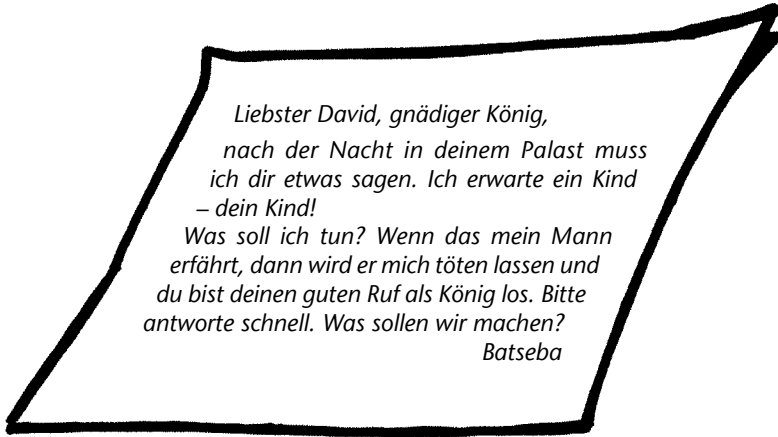 Liebster David, gnädiger König,
nach der Nacht in deinem Palast muss
ich dir etwas sagen. Ich erwarte ein Kind
– dein Kind!
Was soll ich tun? Wenn das mein Mann
erfährt, dann wird er mich töten lassen und
du bist deinen guten Ruf als König los. Bitte
antworte schnell. Was sollen wir machen?
Batseba